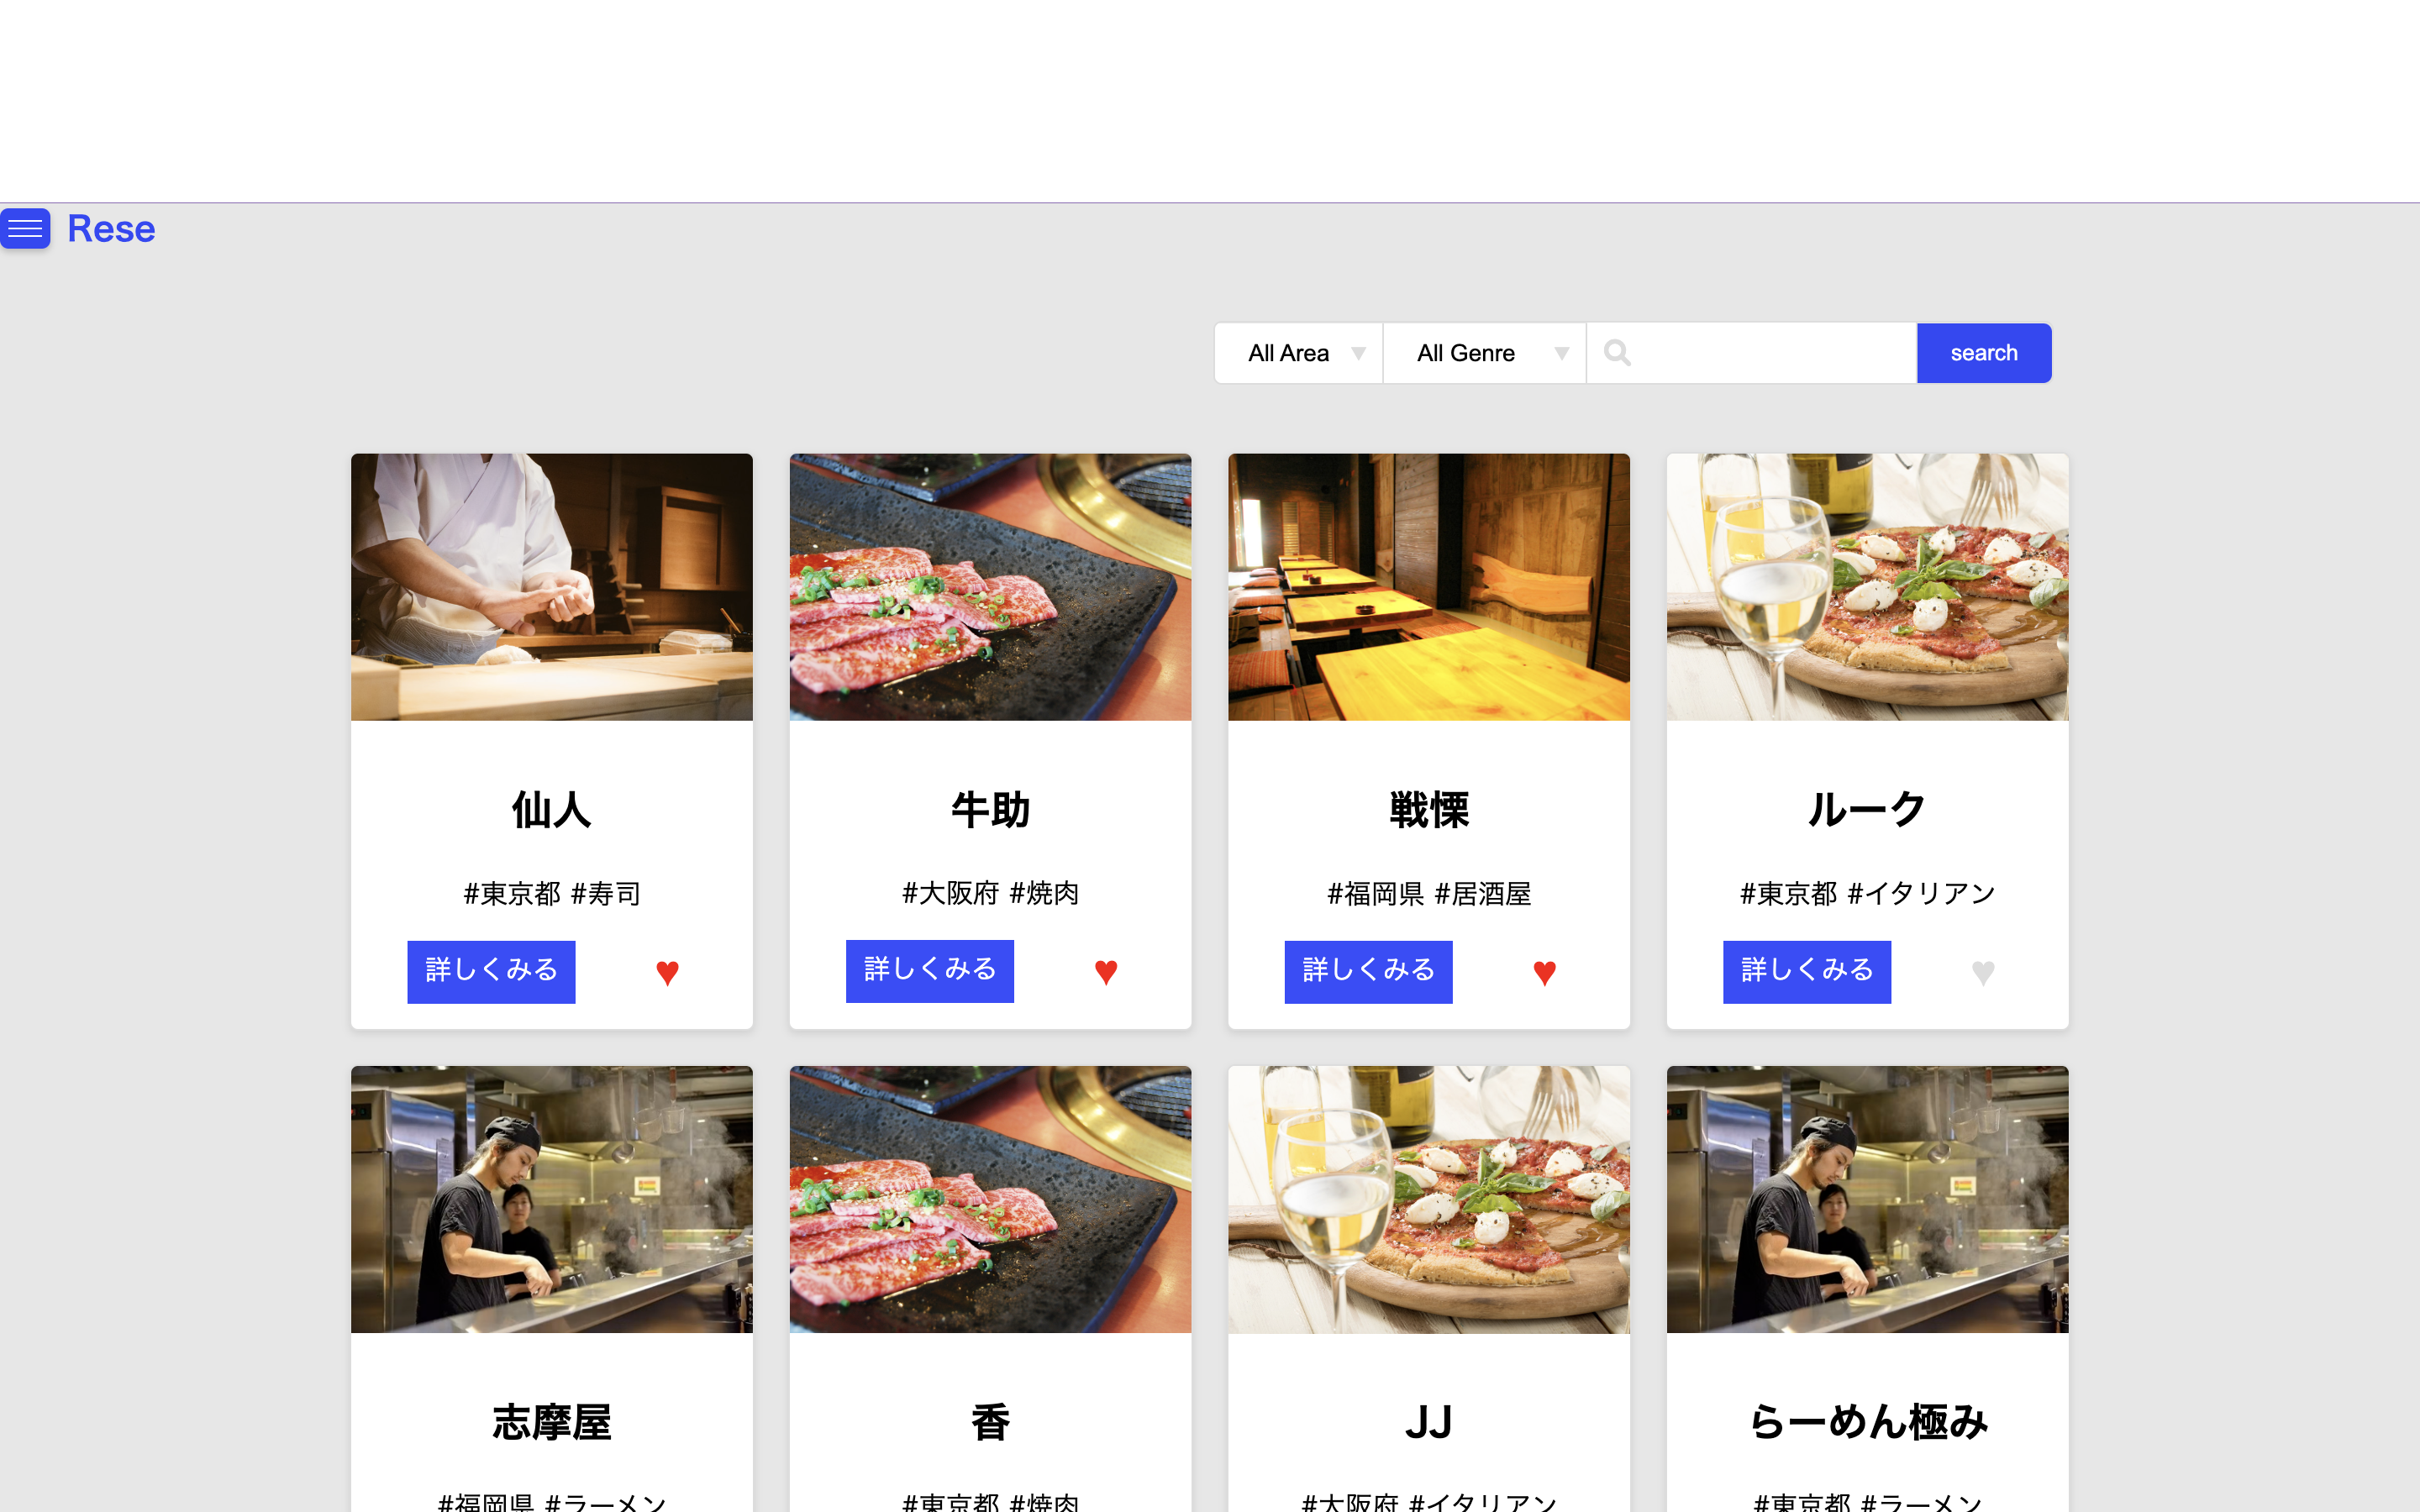 Rese
All Area
All Genre
search
仙人
#東京都 #寿司
詳しくみる
牛助
#大阪府 #焼肉
詳しくみる
戦慄
#福岡県 #居酒屋
詳しくみる
ルーク
#東京都 #イタリアン
詳しくみる
志摩屋
#福岡県 #ラーメン
香
#東京都 #焼肉
JJ
#大阪府 #イタリアン
らーめん極み
#東京都 #ラーメン